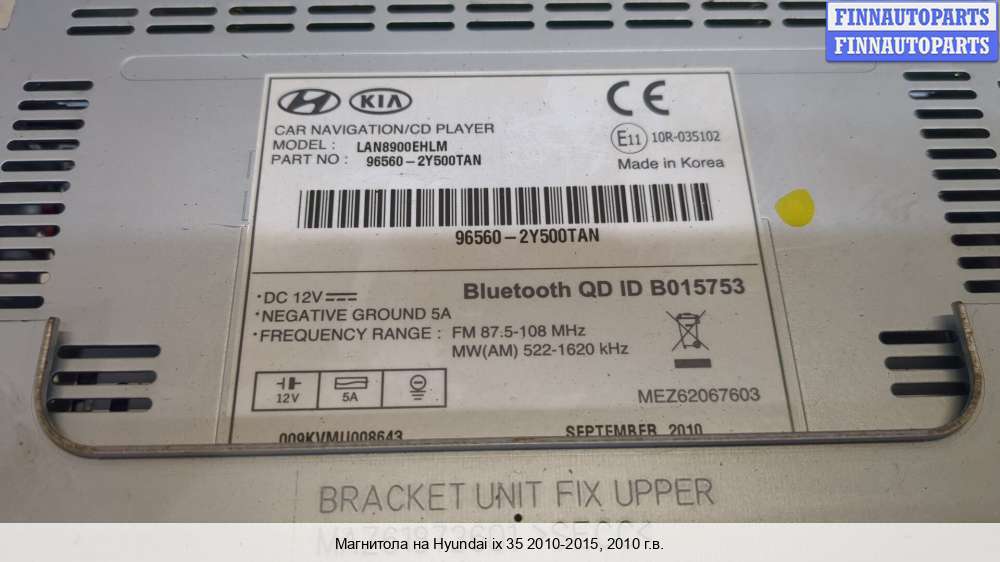 FINNAUTOPARTS
FINNAUTOPARTS
HYUNDAI KIA
CAR NAVIGATION/CD PLAYER
MODEL : LAN8900EHLM
PART NO : 96560-2Y500TAN
CE
E11 10R-035102
Made in Korea
96560-2Y500TAN
·DC 12V
Bluetooth QD ID B015753
·NEGATIVE GROUND 5A
·FREQUENCY RANGE : FM 87.5-108 MHz
MW(AM) 522-1620 kHz
12V 5A
MEZ62067603
009KVMU008643 SEPTEMBER 2010
BRACKET UNIT FIX UPPER
Магнитола на Hyundai ix 35 2010-2015, 2010 г.в.